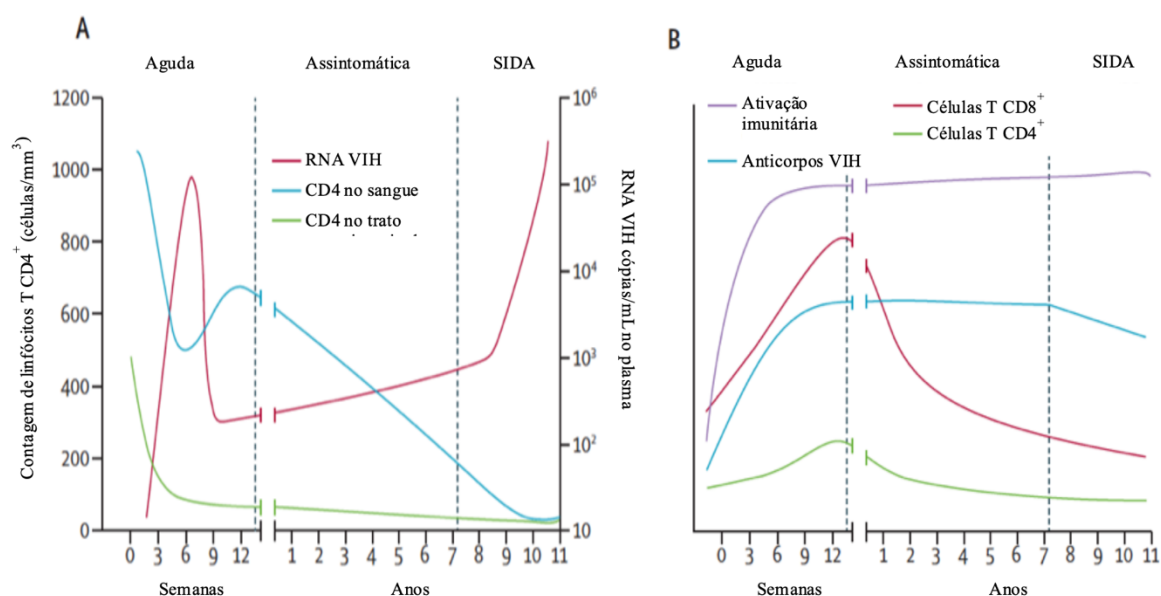 A
Aguda
Assintomática
SIDA
1200
1000
800
600
400
200
0
Contagem de linfócitos T CD4+ (células/mm3)
RNA VIH
CD4 no sangue
CD4 no trato
10^6
10^5
10^4
10^3
10^2
10
RNA VIH cópias/mL no plasma
0 3 6 9 12
1 2 3 4 5 6 7 8 9 10 11
Semanas
Anos
B
Aguda
Assintomática
SIDA
Ativação
imunitária
Anticorpos VIH
Células T CD8+
Células T CD4+
0 3 6 9 12
1 2 3 4 5 6 7 8 9 10 11
Semanas
Anos